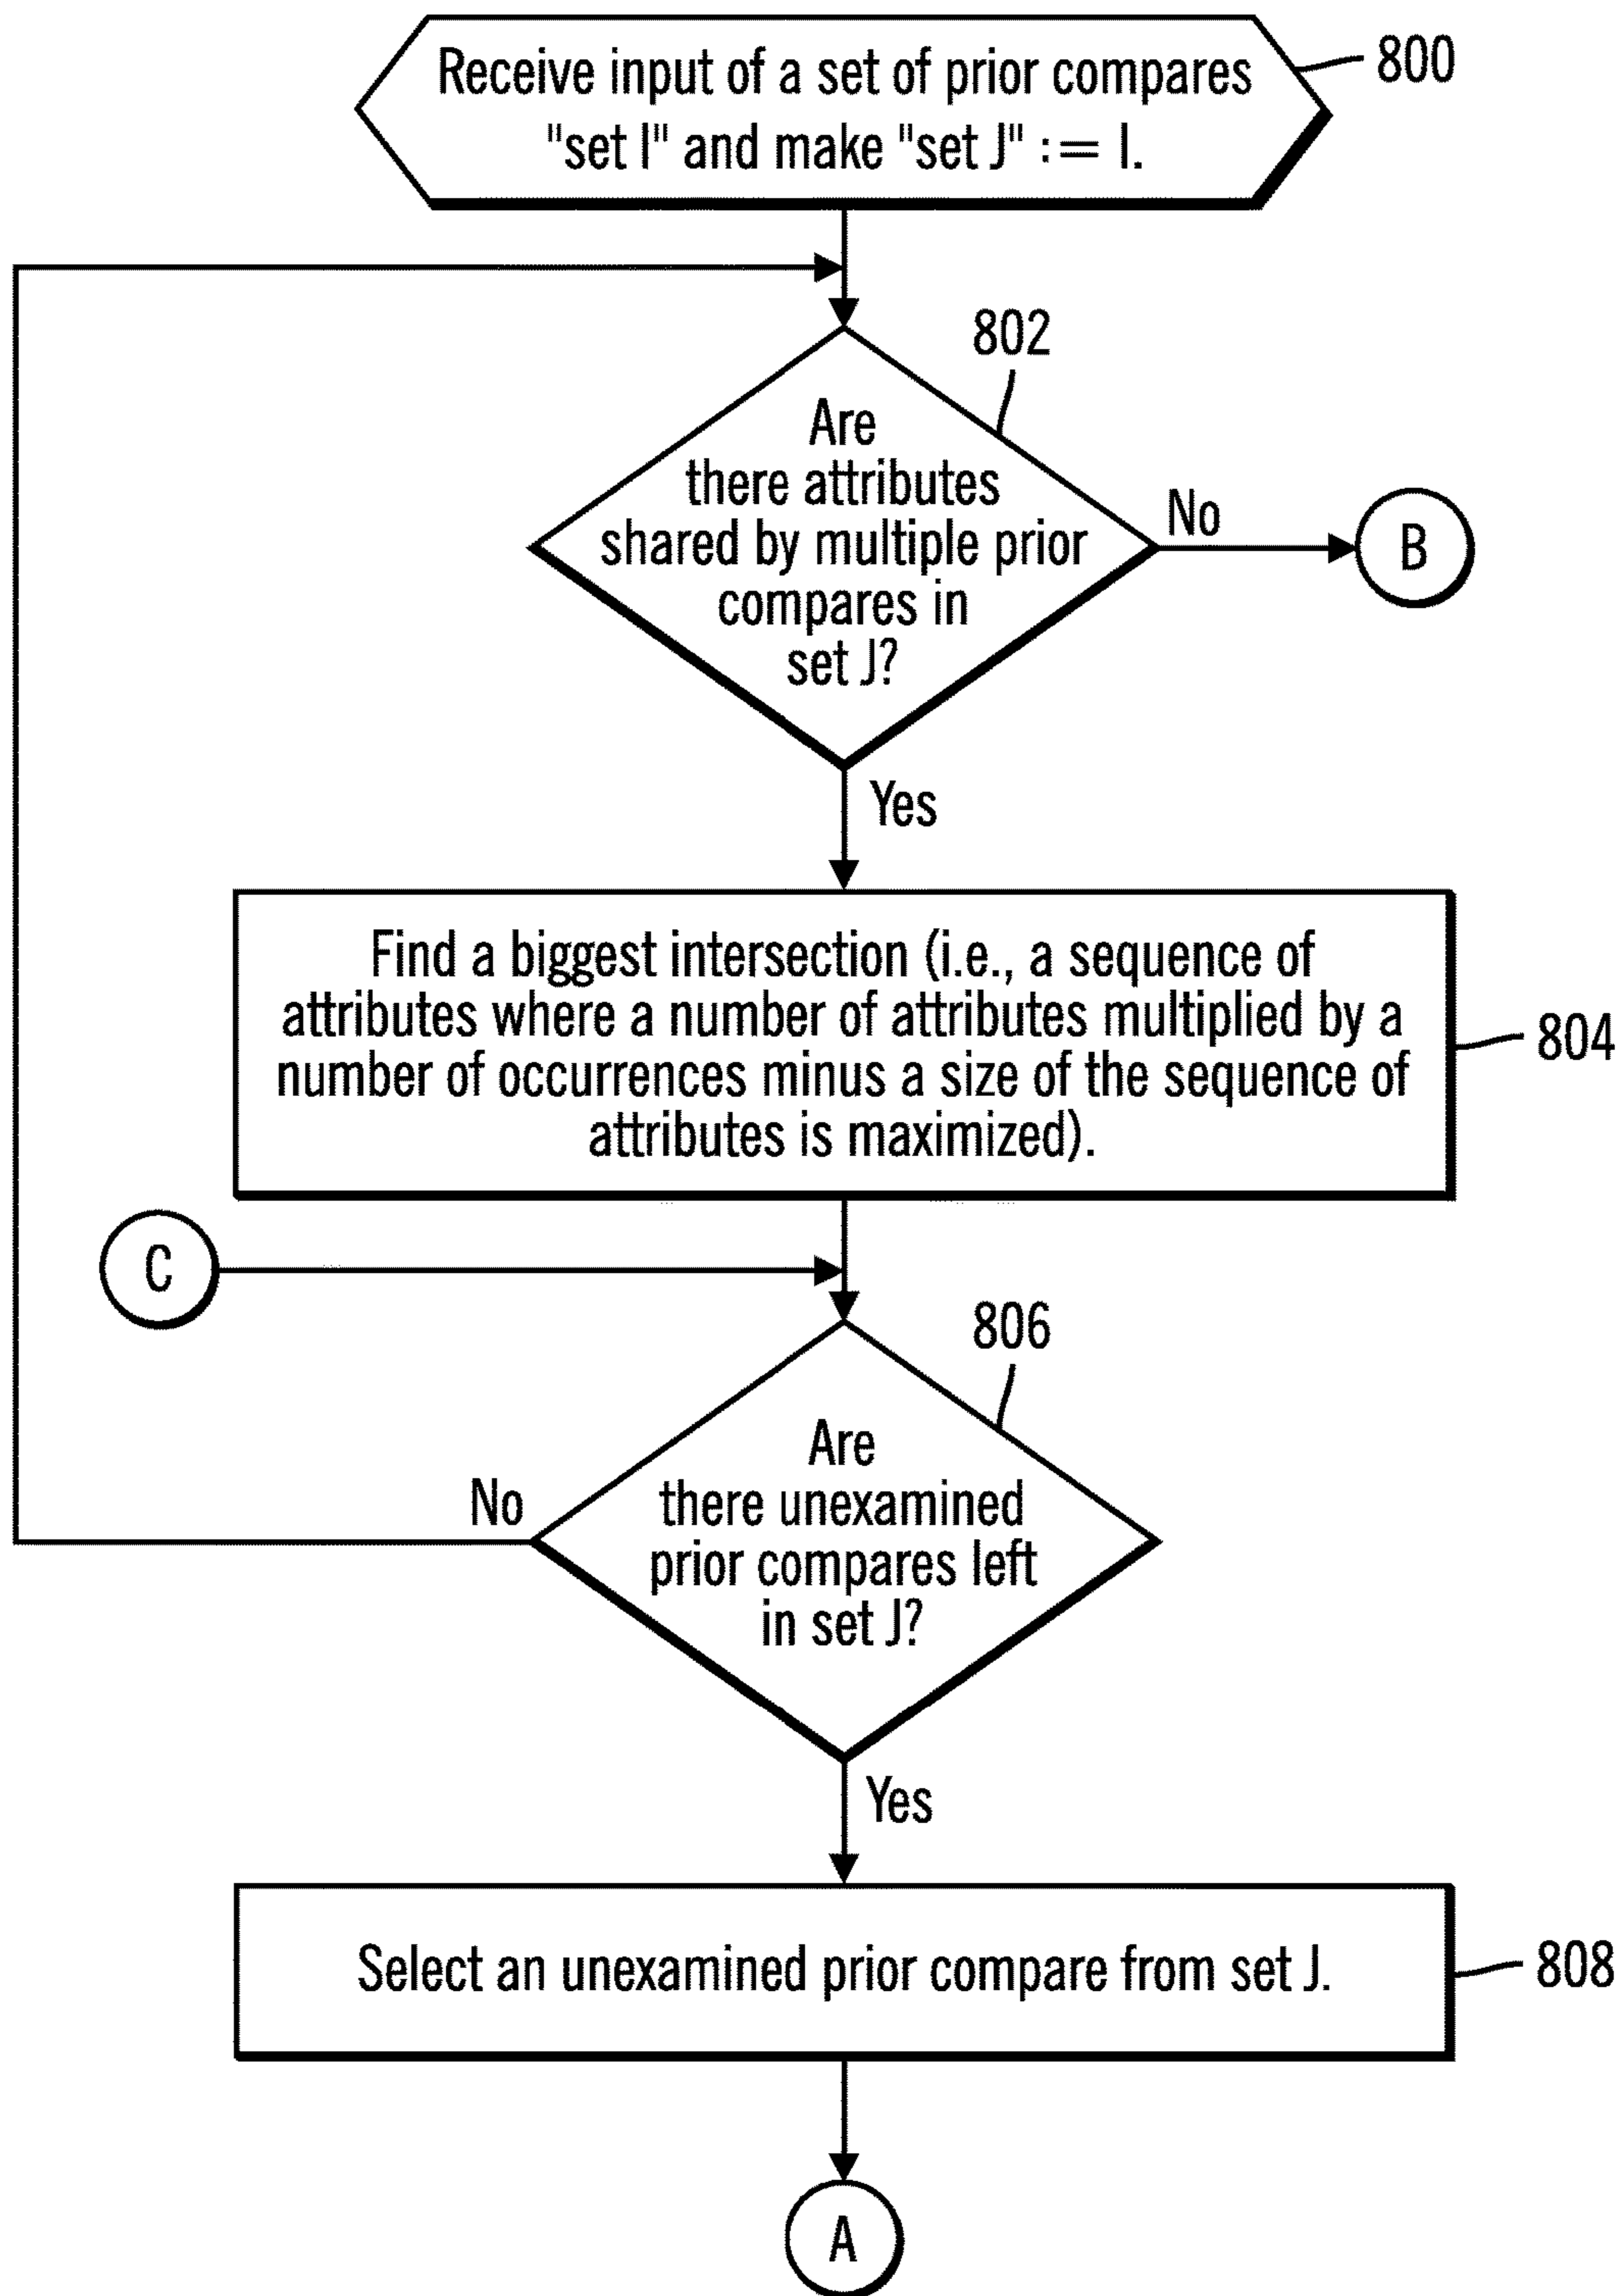 Receive input of a set of prior compares
"set I" and make "set J" := I.
800
802
Are
there attributes
shared by multiple prior
compares in
set J?
No
B
Yes
Find a biggest intersection (i.e., a sequence of
attributes where a number of attributes multiplied by a
number of occurrences minus a size of the sequence of
attributes is maximized).
804
C
806
Are
there unexamined
prior compares left
in set J?
No
Yes
Select an unexamined prior compare from set J.
808
A